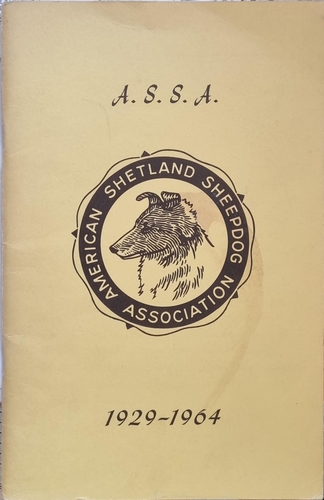 A. S. S. A.
AMERICAN SHETLAND SHEEPDOG
ASSOCIATION
1929-1964